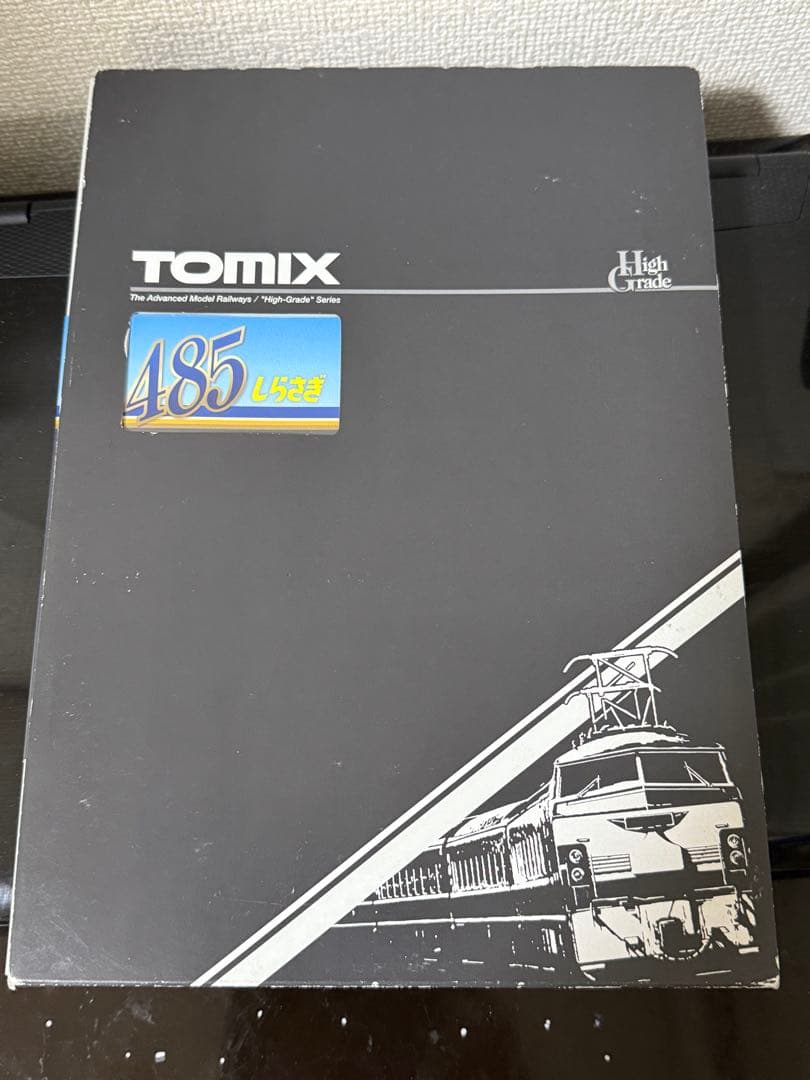 TOMIX
High Grade
The Advanced Model Railways / "High-Grade" Series
485 しらさぎ